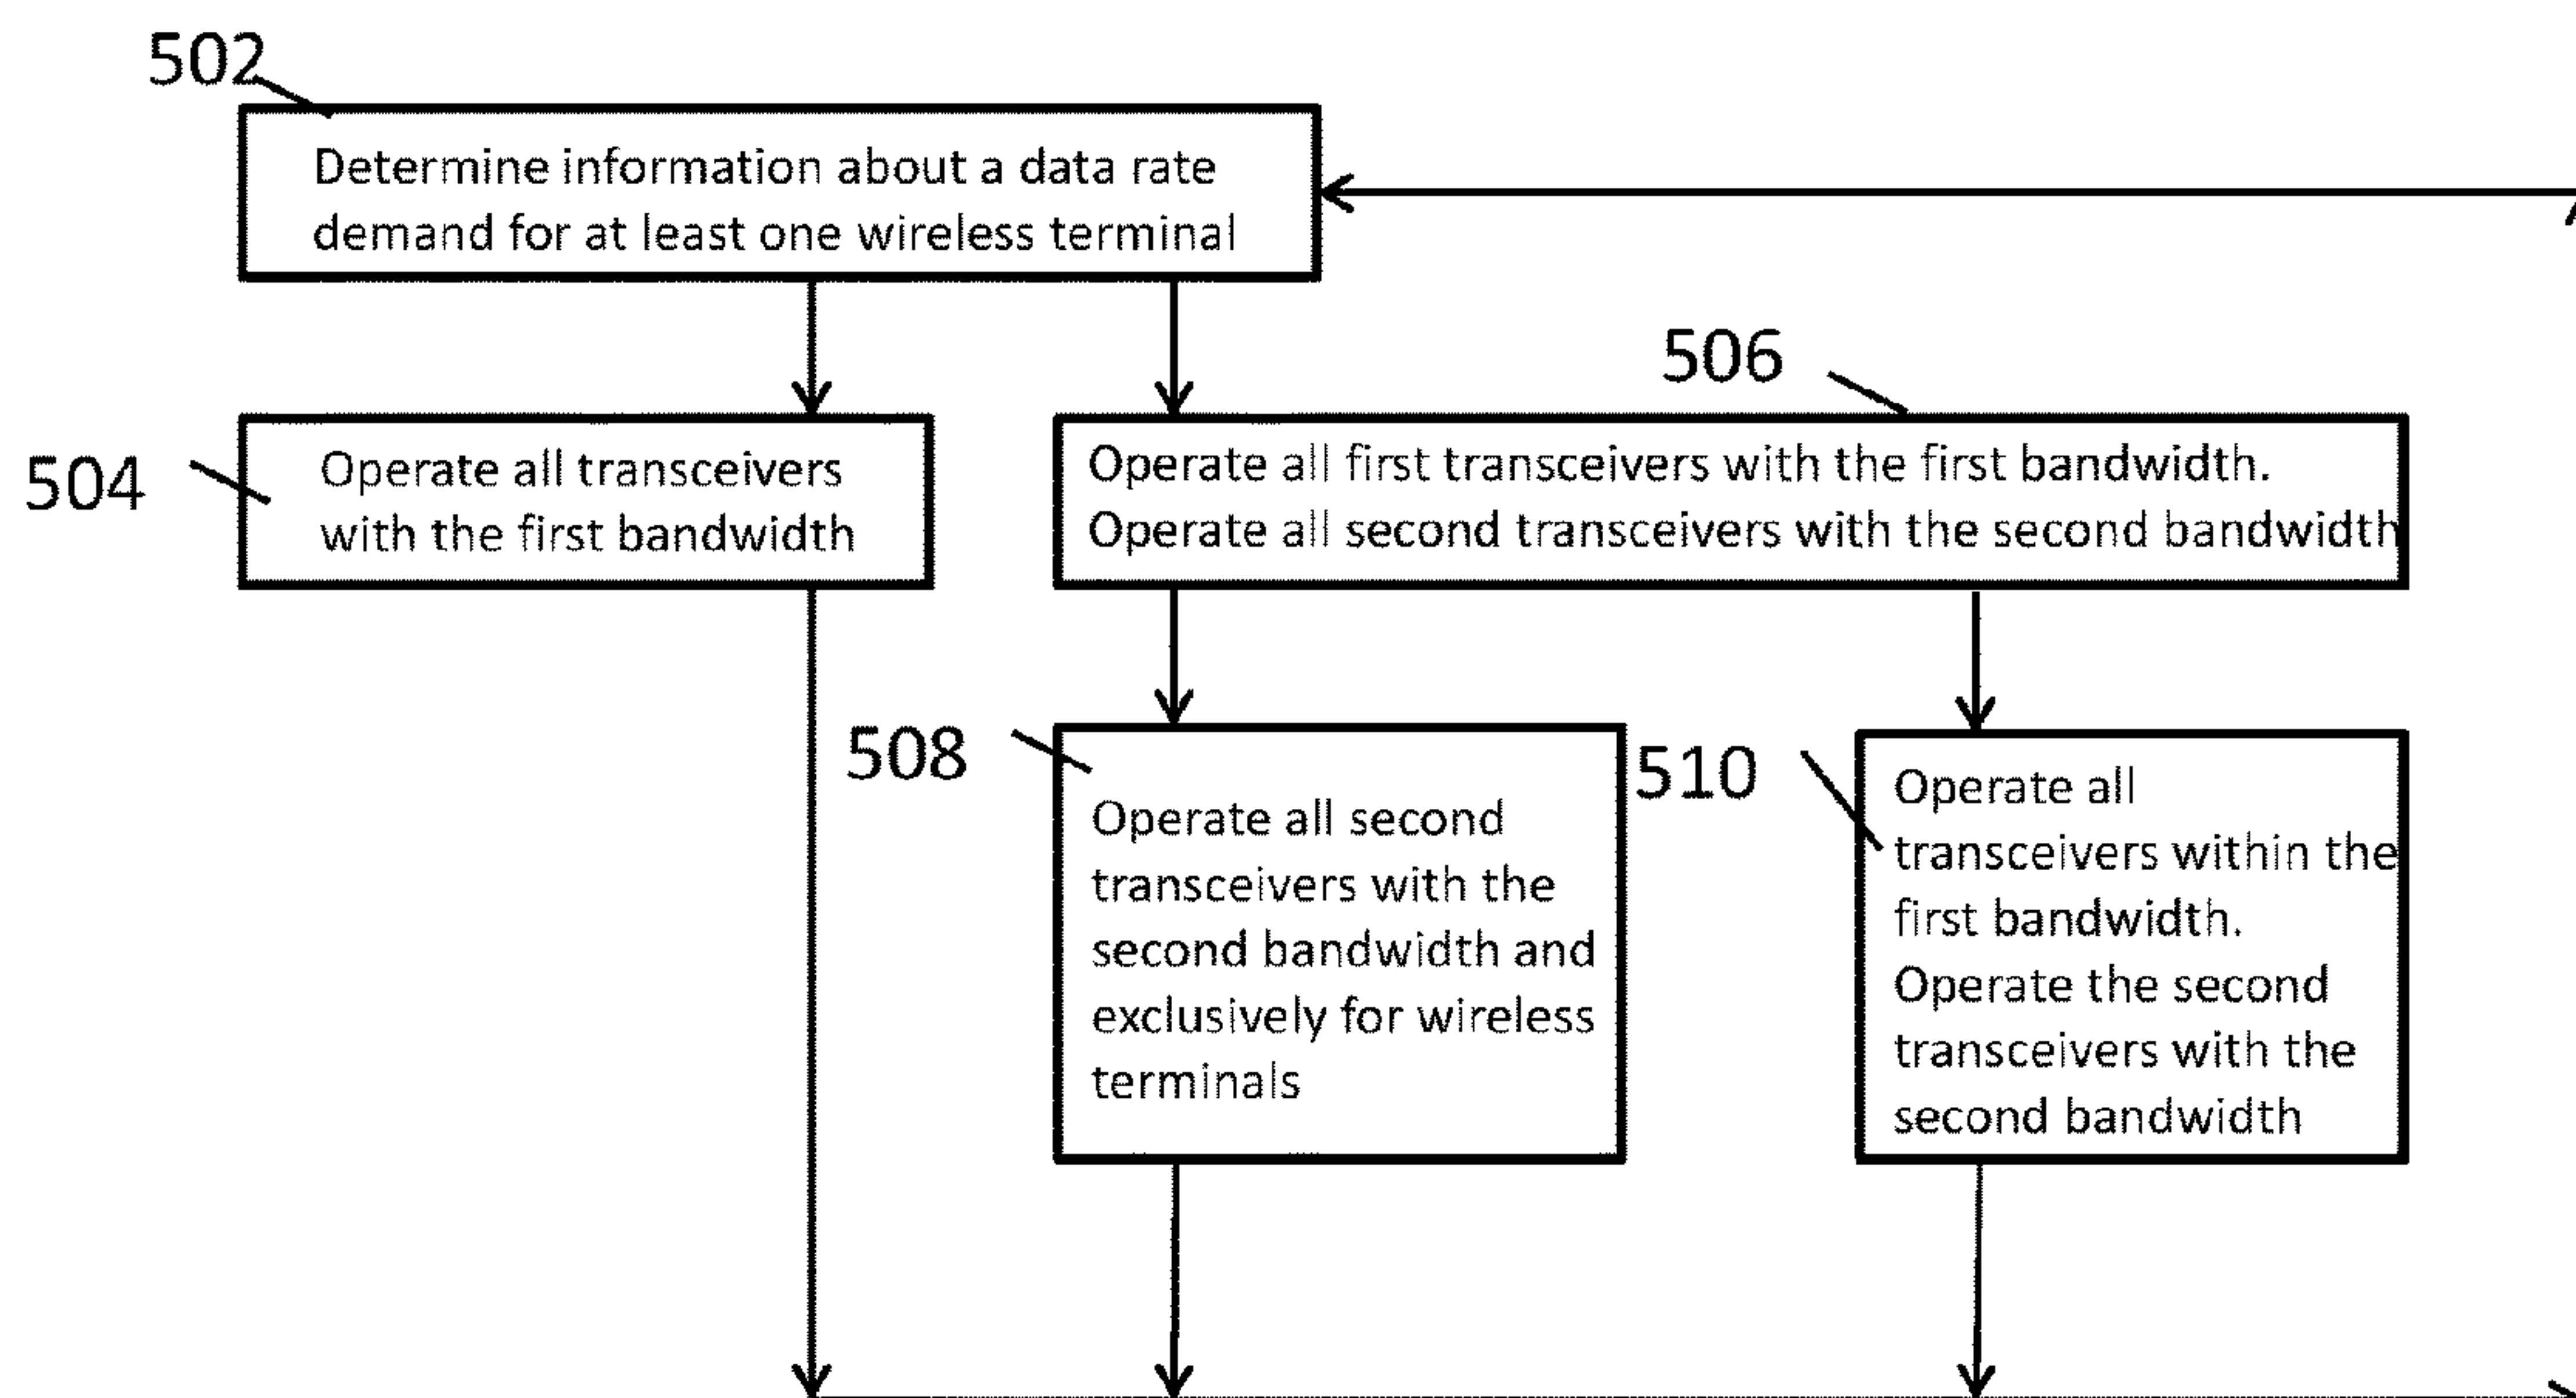 502
Determine information about a data rate
demand for at least one wireless terminal
506
504
Operate all transceivers
with the first bandwidth
Operate all first transceivers with the first bandwidth.
Operate all second transceivers with the second bandwidth
508
Operate all second
transceivers with the
second bandwidth and
exclusively for wireless
terminals
510
Operate all
transceivers within the
first bandwidth.
Operate the second
transceivers with the
second bandwidth